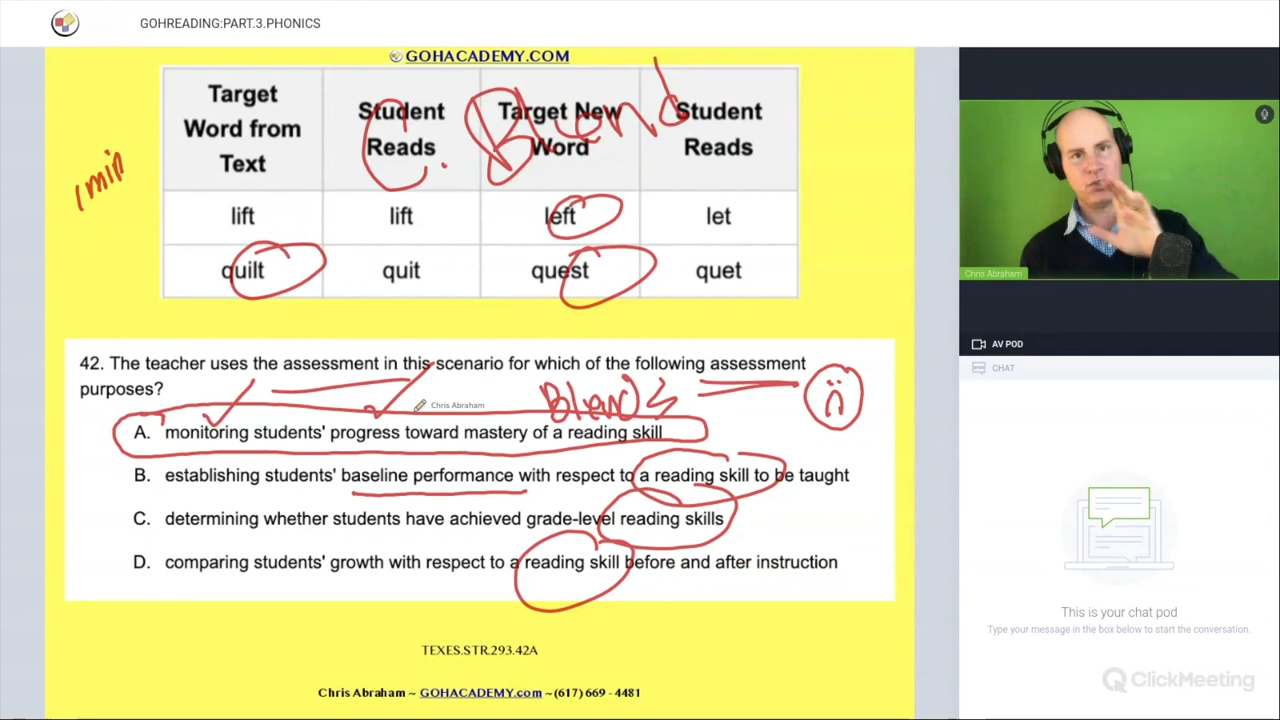 GOHREADING:PART.3.PHONICS
GOHACADEMY.COM
Target Word from Text
Student Reads
Target New Word
Student Reads
C. Blend
1 min
lift lift left let
quilt quit quest quet
42. The teacher uses the assessment in this scenario for which of the following assessment
purposes?
Chris Abraham
Blends
A. monitoring students' progress toward mastery of a reading skill
B. establishing students' baseline performance with respect to a reading skill to be taught
C. determining whether students have achieved grade-level reading skills
D. comparing students' growth with respect to a reading skill before and after instruction
TEXES.STR.293.42A
Chris Abraham ~ GOHACADEMY.com ~ (617) 669 - 4481
Chris Abraham
AV POD
CHAT
This is your chat pod
Type your message in the box below to start the conversation.
ClickMeeting